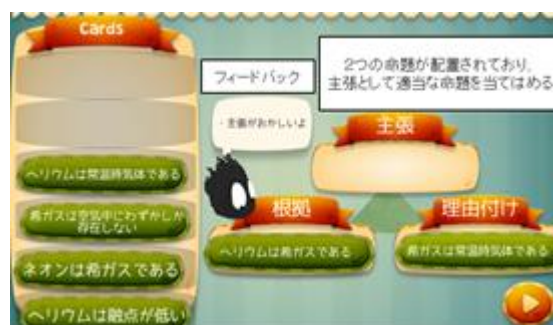 Cards
ヘリウムは常温時気体である
希ガスは空気中にわずかしか
存在しない
ネオンは希ガスである
ヘリウムは融点が低い
フィードバック
・主張がおかしいよ
2つの命題が配置されており、
主張として適当な命題を当てはめる
主張
根拠
ヘリウムは希ガスである
理由付け
希ガスは常温時気体である